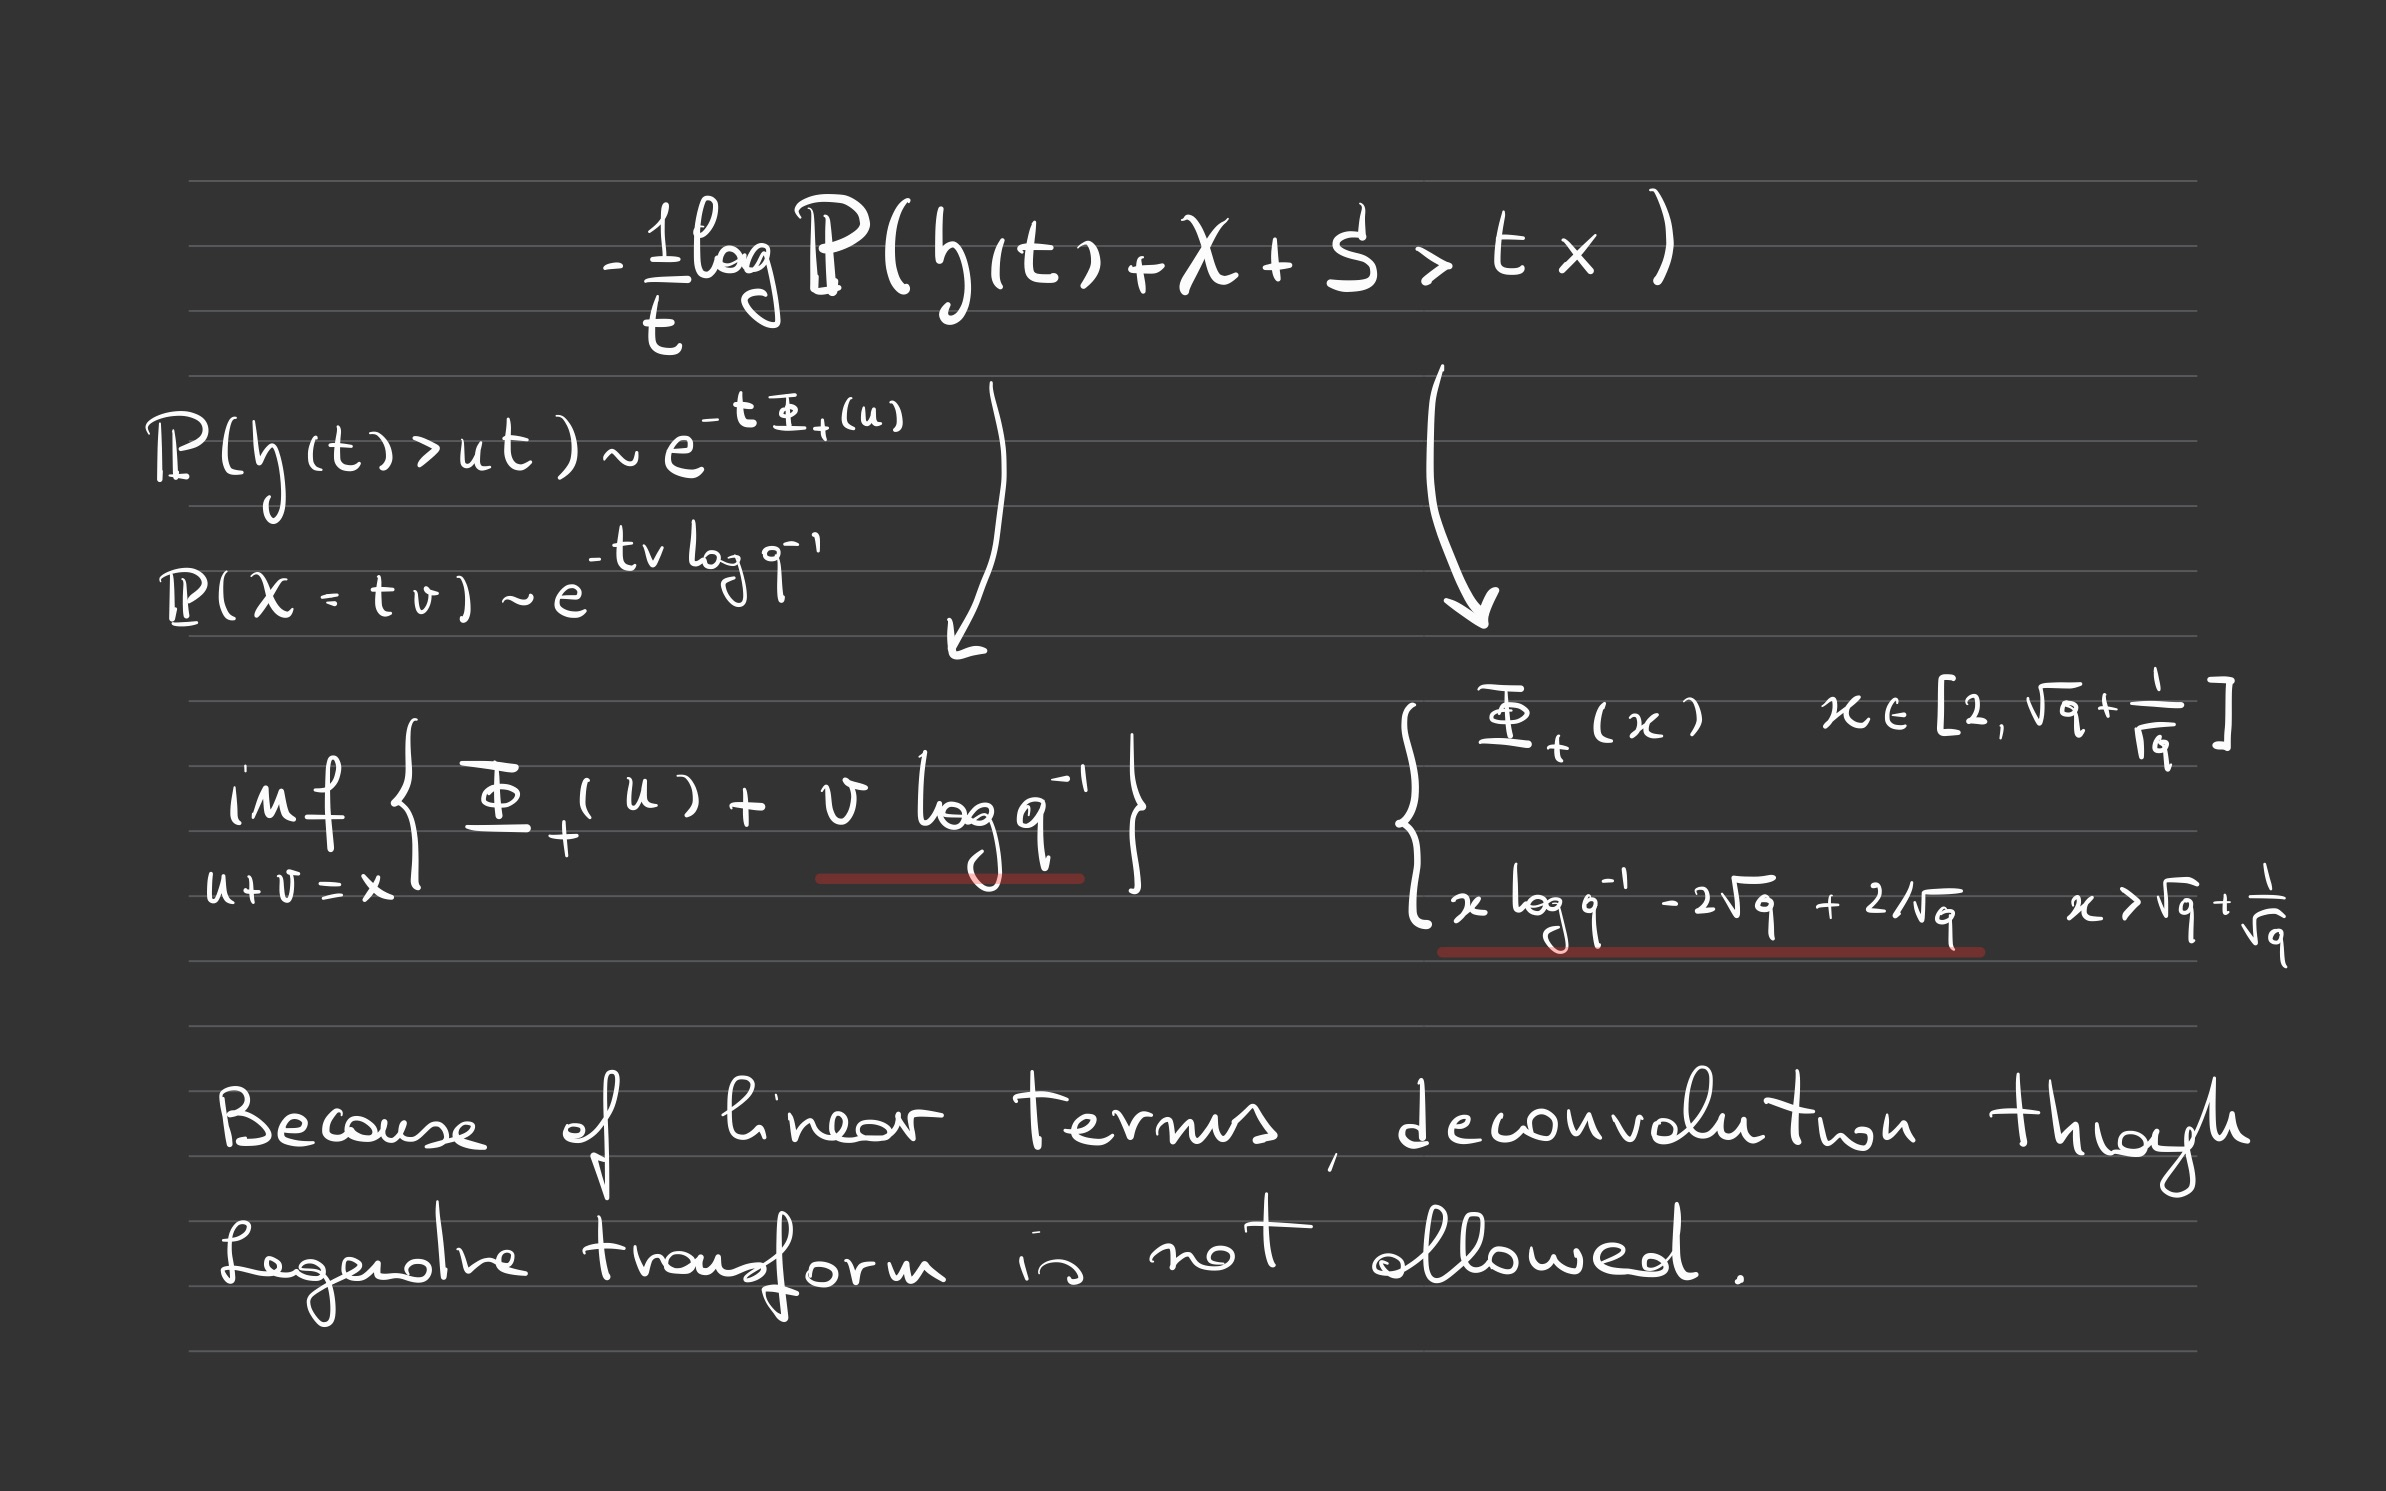 - 1/t log ℙ(𝔥(t) + χ + S > tx)
ℙ(𝔥(t) > ut) ~ e^{-tΦ₊(u)}
ℙ(χ = tv) ~ e^{-tv log q⁻¹}
inf_{u+v=x} { Φ₊(u) + v log q⁻¹ }
{ Φ₊(x) x ∈ [2, √q + 1/√q]
x log q⁻¹ - 2√q + 2/√q x > √q + 1/√q
Because of linear terms, deconvolution though
Legendre transform is not allowed.